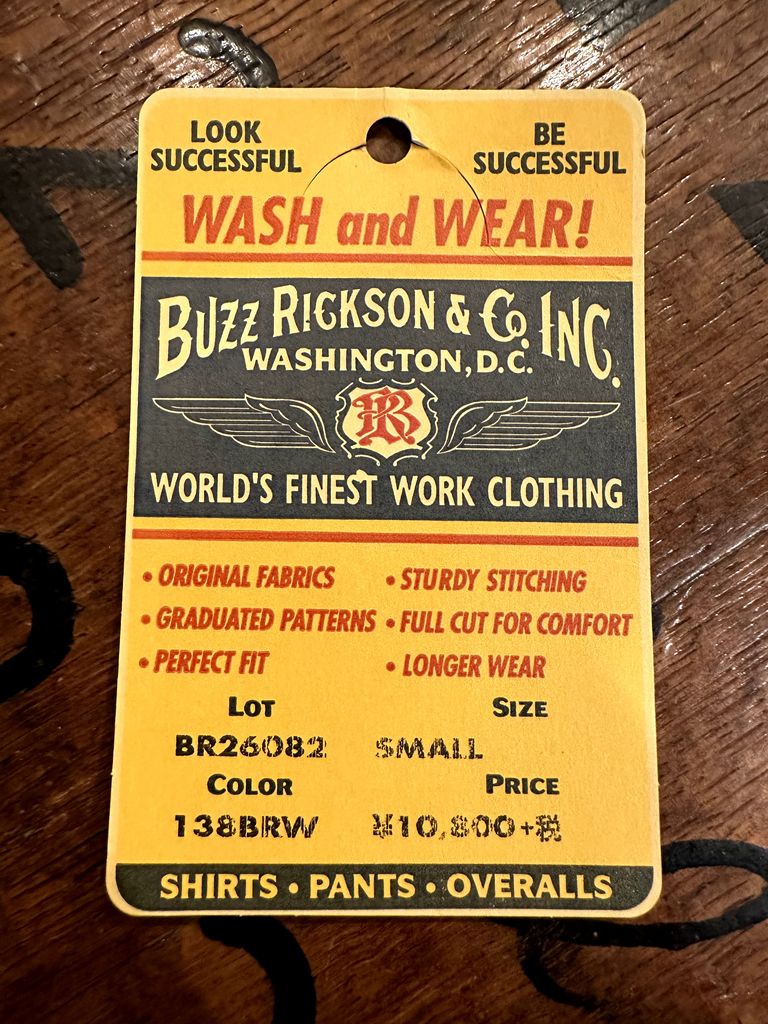 LOOK SUCCESSFUL
BE SUCCESSFUL
WASH and WEAR!
BUZZ RICKSON & Co. INC.
WASHINGTON, D.C.
BR
WORLD'S FINEST WORK CLOTHING
• ORIGINAL FABRICS • STURDY STITCHING
• GRADUATED PATTERNS • FULL CUT FOR COMFORT
• PERFECT FIT • LONGER WEAR
LOT SIZE
BR26082 SMALL
COLOR PRICE
138BRW ¥10,800+税
SHIRTS • PANTS • OVERALLS